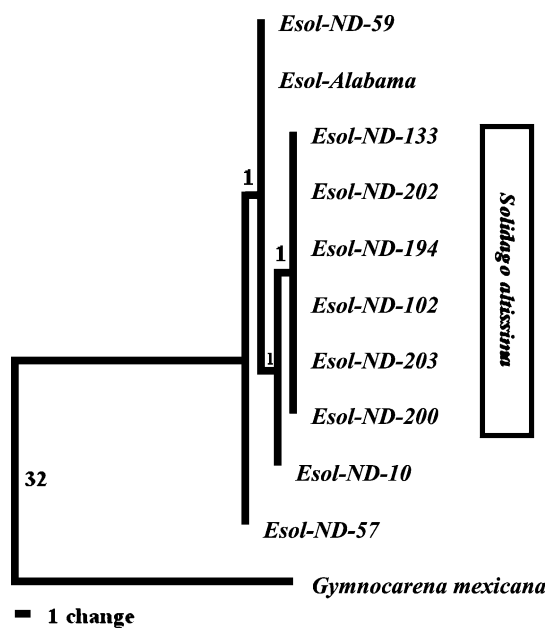 Esol-ND-59
Esol-Alabama
Esol-ND-133
Esol-ND-202
1
Esol-ND-194
1
Esol-ND-102
Solidago altissima
1
Esol-ND-203
Esol-ND-200
32
Esol-ND-10
Esol-ND-57
Gymnocarena mexicana
1 change